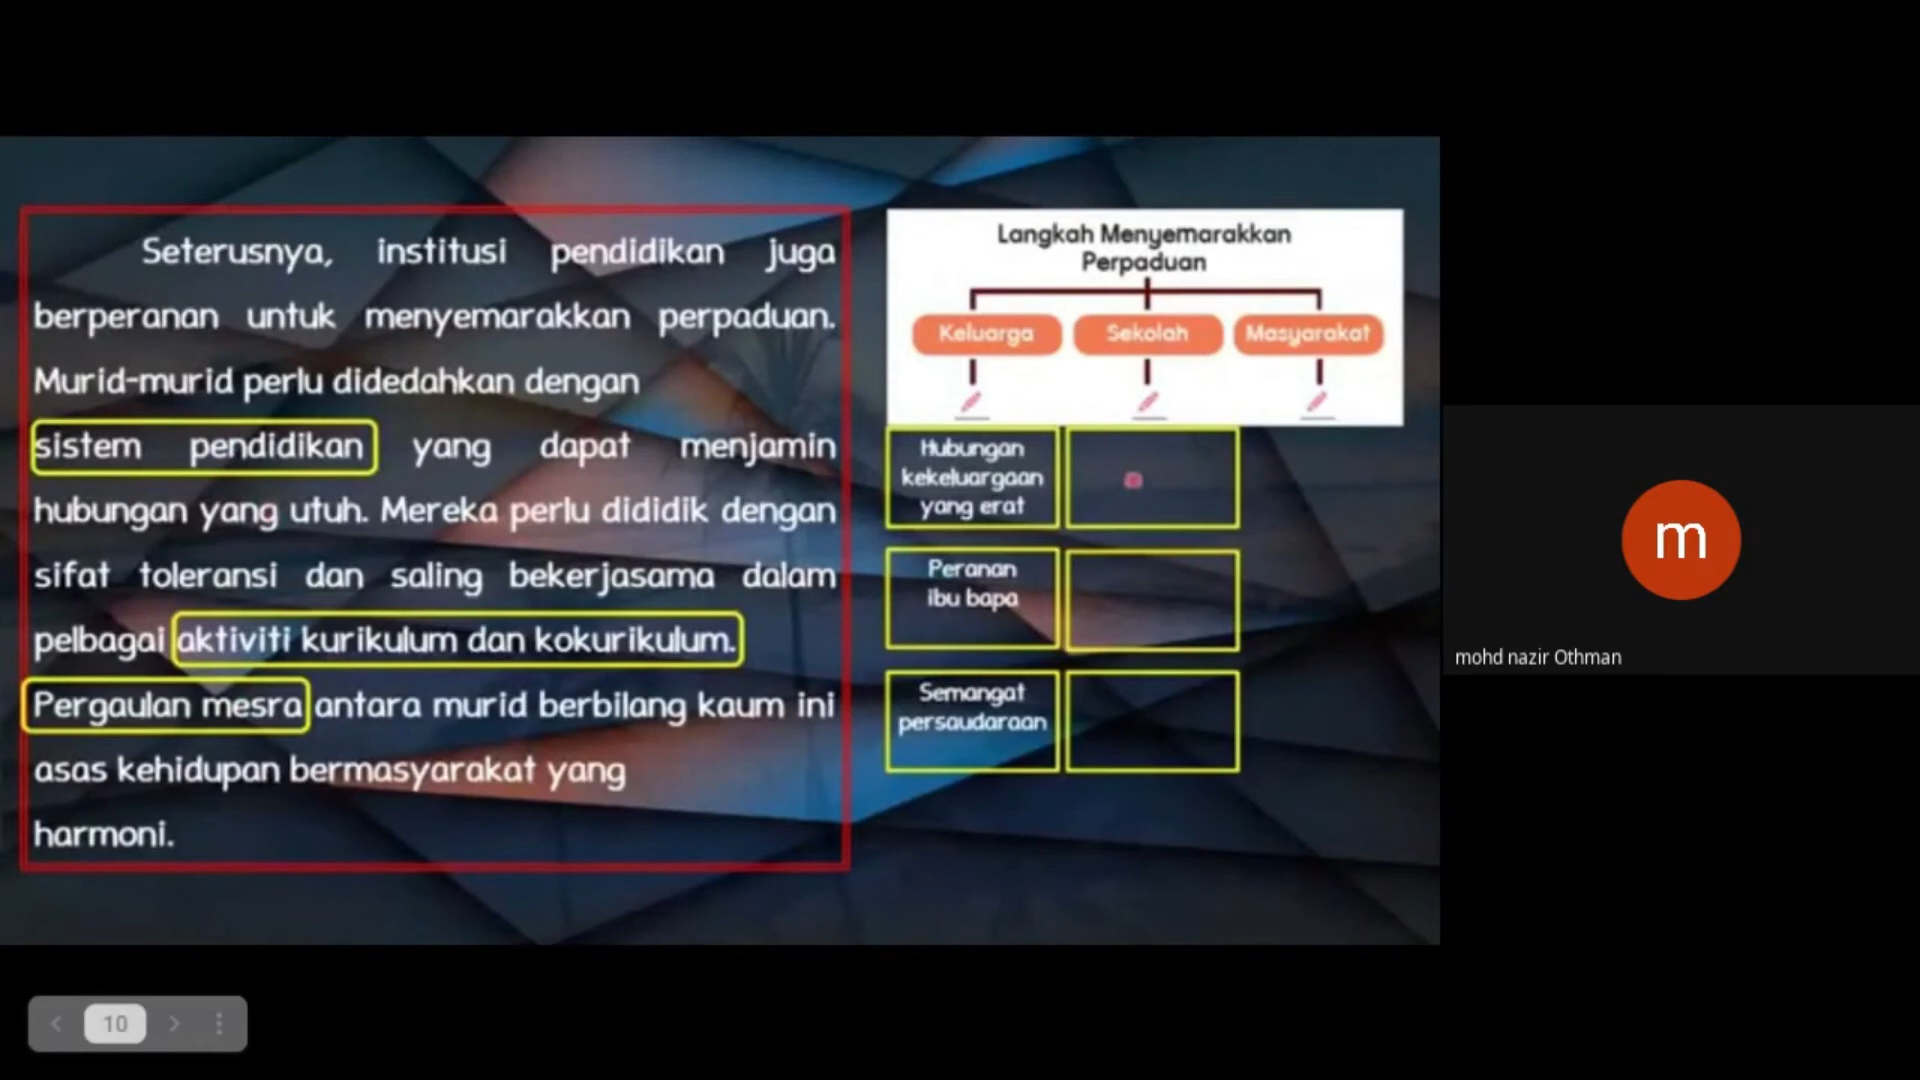 Seterusnya, institusi pendidikan juga
berperanan untuk menyemarakkan perpaduan.
Murid-murid perlu didedahkan dengan
sistem pendidikan yang dapat menjamin
hubungan yang utuh. Mereka perlu dididik dengan
sifat toleransi dan saling bekerjasama dalam
pelbagai aktiviti kurikulum dan kokurikulum.
Pergaulan mesra antara murid berbilang kaum ini
asas kehidupan bermasyarakat yang
harmoni.
Langkah Menyemarakkan
Perpaduan
Keluarga Sekolah Masyarakat
Hubungan
kekeluargaan
yang erat
Peranan
ibu bapa
Semangat
persaudaraan
m
mohd nazir Othman
10